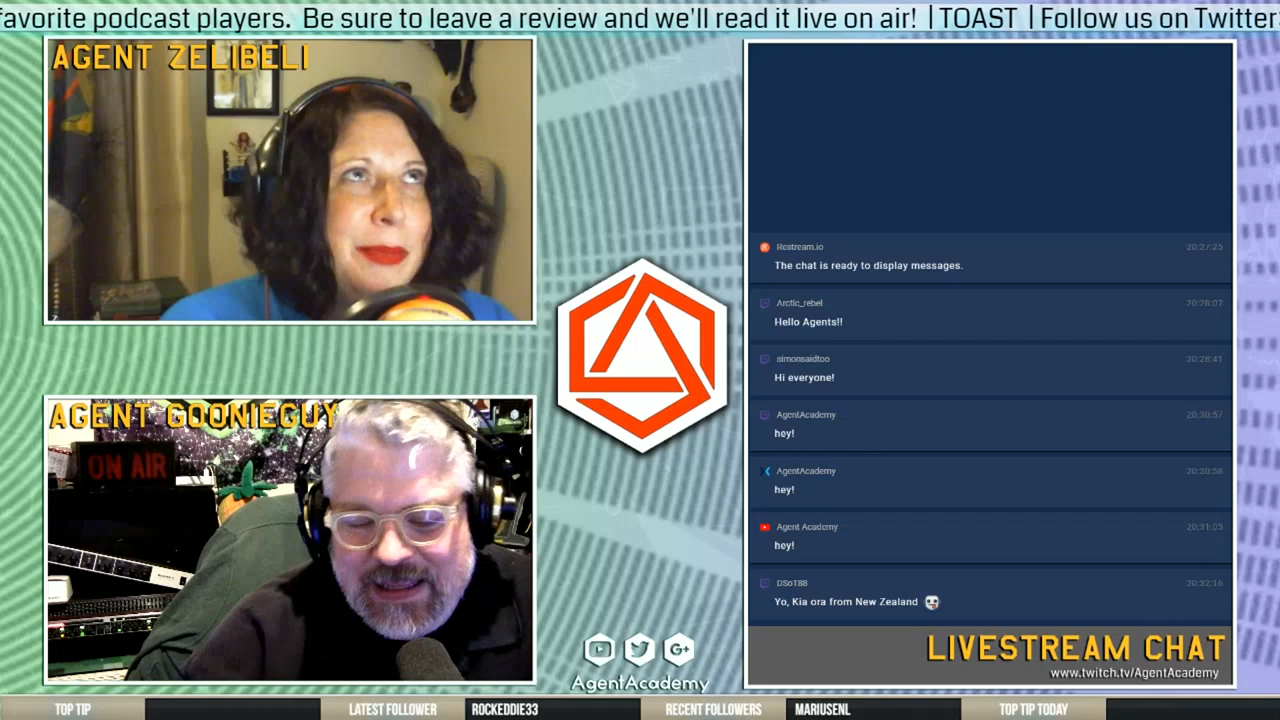 favorite podcast players. Be sure to leave a review and we'll read it live on air! | TOAST | Follow us on Twitter:
AGENT ZELIBELI
AGENT GOONIEGUY
ON AIR
Restream.io 20:27:25
The chat is ready to display messages.
Arctic_rebel 20:28:07
Hello Agents!!
simonsaidtoo 20:28:41
Hi everyone!
AgentAcademy 20:30:57
hey!
AgentAcademy 20:30:58
hey!
Agent Academy 20:31:05
hey!
DSoT88 20:32:16
Yo, Kia ora from New Zealand
LIVESTREAM CHAT
www.twitch.tv/AgentAcademy
G+
AgentAcademy
TOP TIP LATEST FOLLOWER ROCKEDDIE33 RECENT FOLLOWERS MARIUSENL TOP TIP TODAY